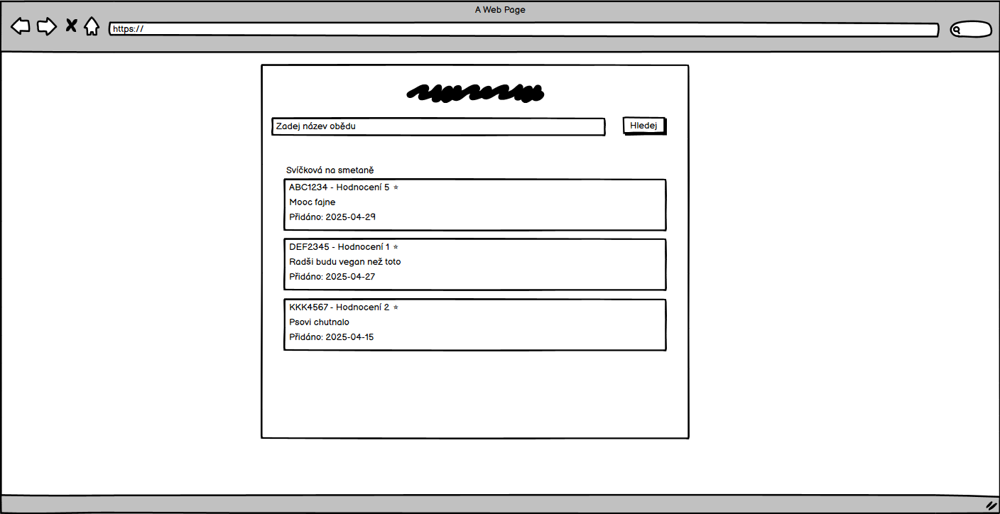 A Web Page
https://
Zadej název obědu
Hledej
Svíčková na smetaně
ABC1234 - Hodnocení 5 ☆
Mooc fajne
Přidáno: 2025-04-29
DEF2345 - Hodnocení 1 ☆
Radši budu vegan než toto
Přidáno: 2025-04-27
KKK4567 - Hodnocení 2 ☆
Psovi chutnalo
Přidáno: 2025-04-15